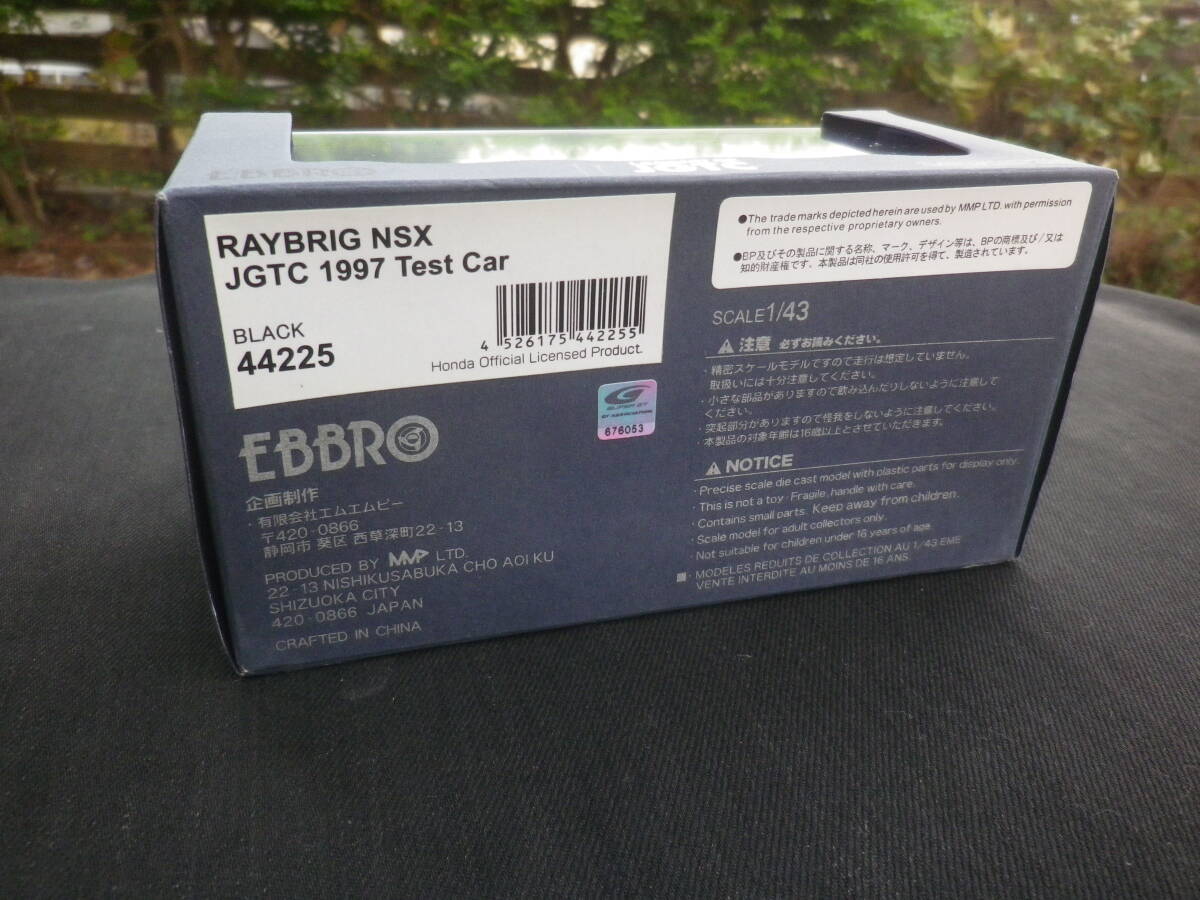 EBBRO
RAYBRIG NSX
JGTC 1997 Test Car
BLACK
44225
4 526175 442255
Honda Official Licensed Product.
EBBRO
企画制作
・有限会社エムエムピー
〒420-0866
静岡市 葵区 西草深町22-13
PRODUCED BY MMP LTD.
22-13 NISHIKUSABUKA CHO AOI KU
SHIZUOKA CITY
420-0866 JAPAN
CRAFTED IN CHINA
SUPER GT
GT ASSOCIATION
676053
●The trade marks depicted herein are used by MMP LTD. with permission
from the respective proprietary owners.
●BP及びその製品に関する名称、マーク、デザイン等は、BPの商標及び/又は
知的財産権です、本製品は同社の使用許可を得て、製造されています。
SCALE1/43
注意 必ずお読みください。
・精密スケールモデルですので走行は想定していません。
取扱いには十分注意してください。
・小さな部品がありますので飲み込んだりしないように注意して
ください。
・突起部分がありますので怪我をしないように注意してください。
・本製品の対象年齢は16歳以上とさせていただきます。
NOTICE
・Precise scale die cast model with plastic parts for display only.
・This is not a toy・Fragile, handle with care.
・Contains small parts. Keep away from children.
・Scale model for adult collectors only.
・Not suitable for children under 16 years of age.
・MODELES REDUITS DE COLLECTION AU 1/43 EME
VENTE INTERDITE AU MOINS DE 16 ANS.